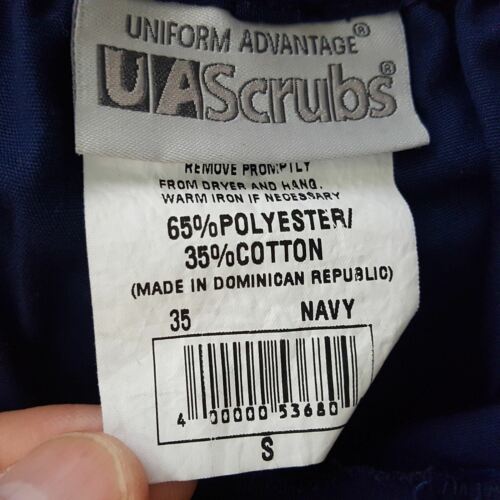 UNIFORM ADVANTAGE®
UAScrubs®
REMOVE PROMPTLY
FROM DRYER AND HANG.
WARM IRON IF NECESSARY
65%POLYESTER/
35%COTTON
(MADE IN DOMINICAN REPUBLIC)
35 NAVY
4 00000 53680
S